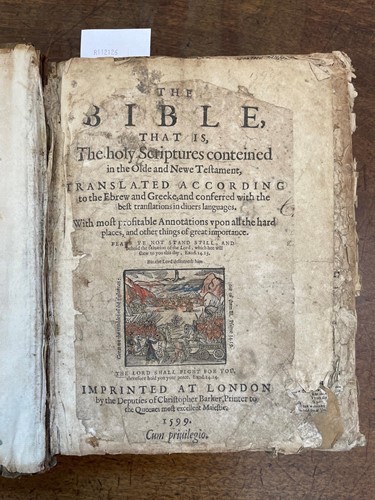 THE
BIBLE,
THAT IS,
The holy Scriptures conteined
in the Olde and Newe Testament,
TRANSLATED ACCORDING
to the Ebrew and Greeke, and conferred with the
best translations in diuers languages.
With most profitable Annotations vpon all the hard
places, and other things of great importance.
FEARE YE NOT STAND STILL, AND
behold the saluation of the Lord, which hee will
shew to you this day, Exod.14.13.
THE LORD SHALL FIGHT FOR YOU,
therefore hold you your peace, Exod.14.14.
IMPRINTED AT LONDON
by the Deputies of Christopher Barker, Printer to
the Queenes most excellent Maiestie.
1599.
Cum priuilegio.